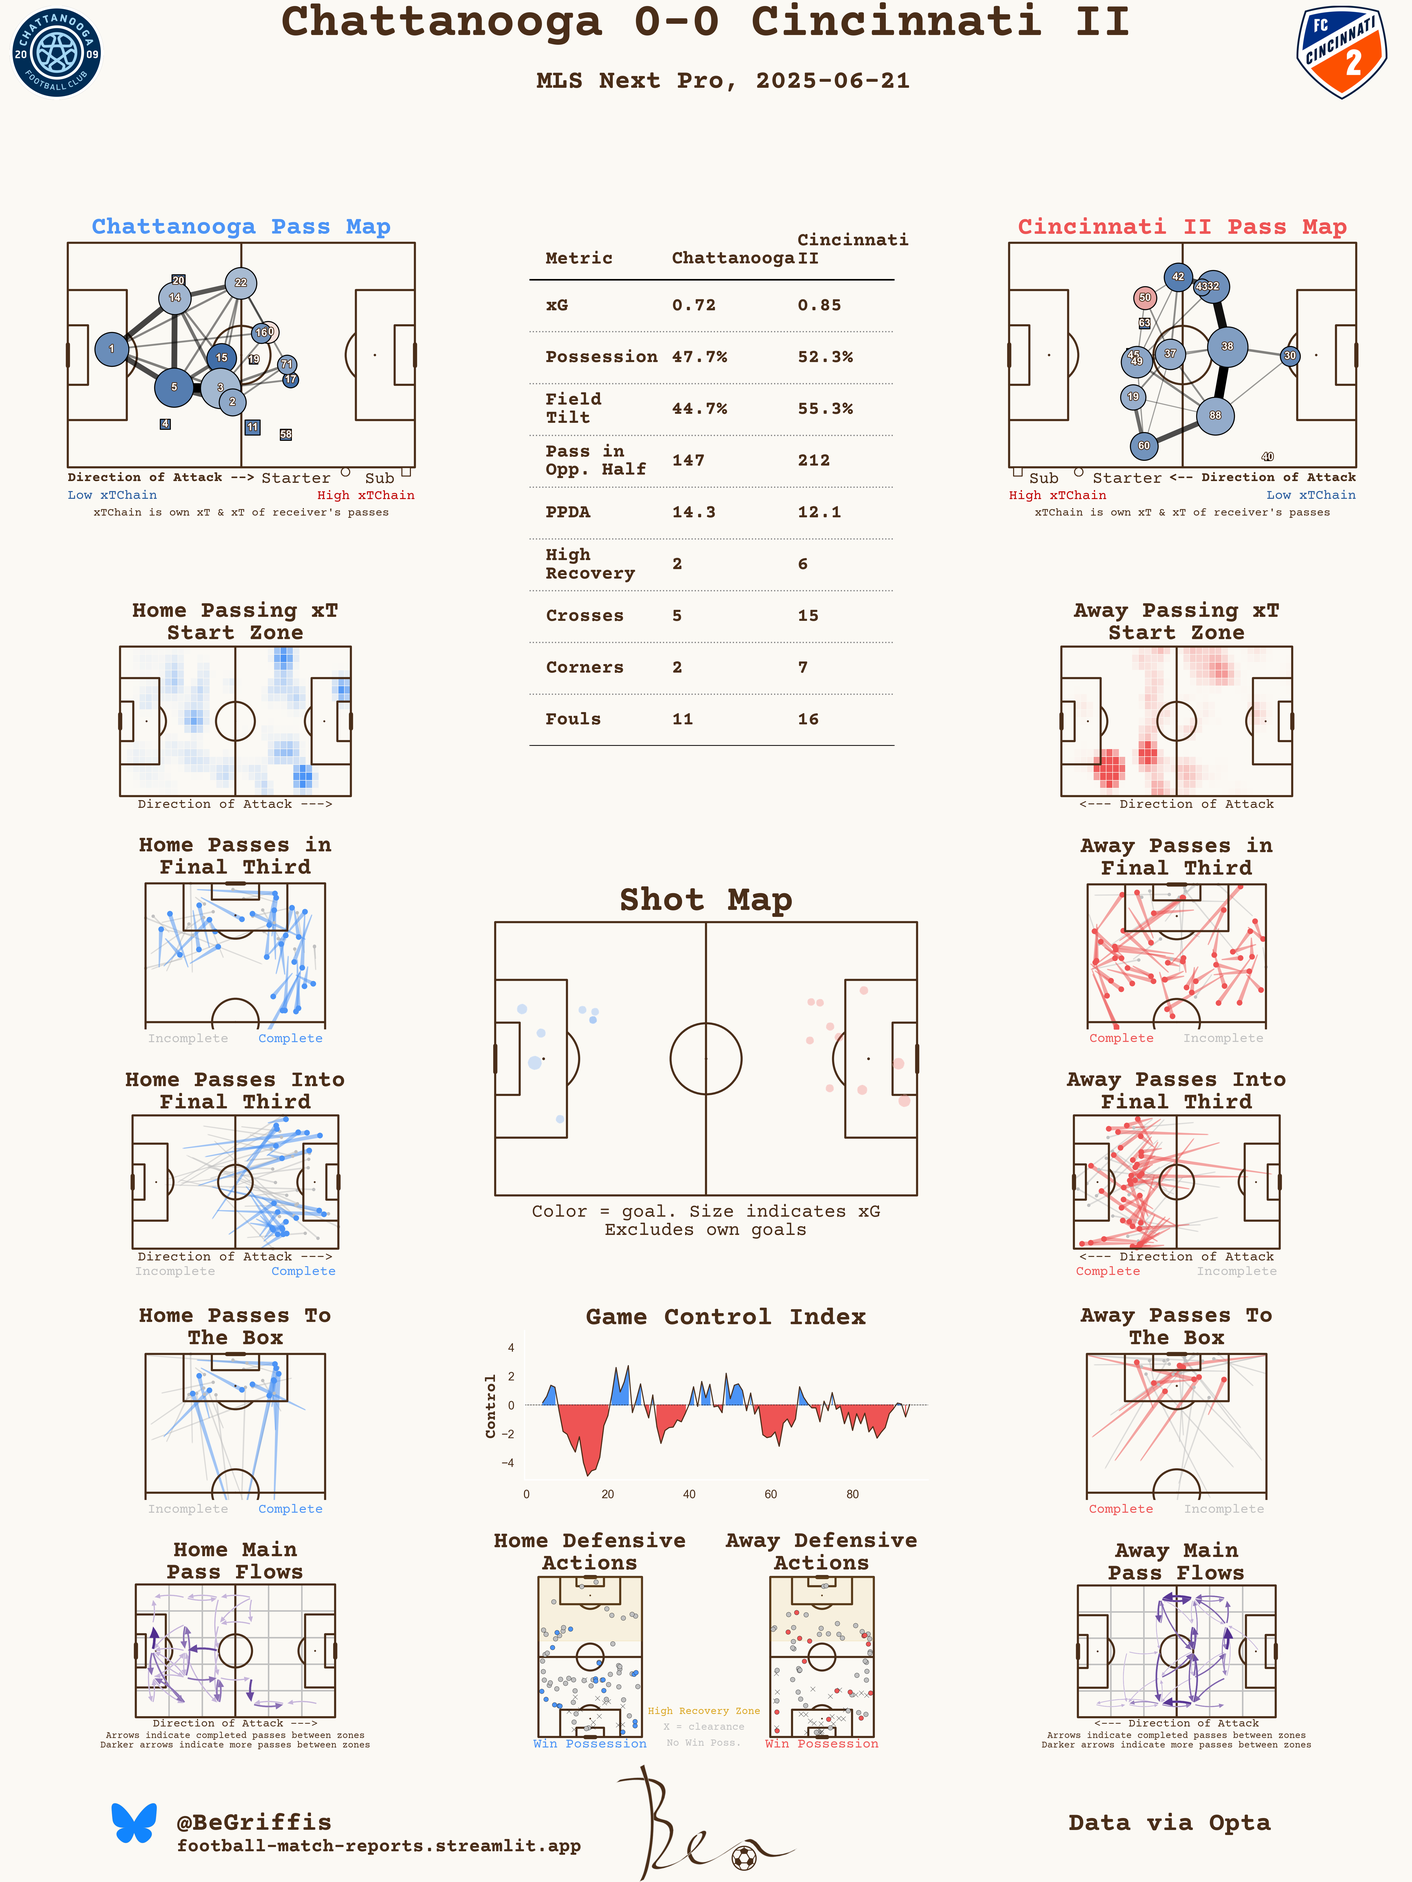 Chattanooga 0-0 Cincinnati II
MLS Next Pro, 2025-06-21
CHATTANOOGA
20 09
FOOTBALL CLUB
FC
CINCINNATI
2
Chattanooga Pass Map
20
14
22
1
16
0
15
19
71
17
5
3
2
4
11
58
Direction of Attack --> Starter Sub
Low xTChain High xTChain
xTChain is own xT & xT of receiver's passes
Metric Chattanooga Cincinnati II
xG 0.72 0.85
Possession 47.7% 52.3%
Field Tilt 44.7% 55.3%
Pass in Opp. Half 147 212
PPDA 14.3 12.1
High Recovery 2 6
Crosses 5 15
Corners 2 7
Fouls 11 16
Cincinnati II Pass Map
42
43
32
50
63
45
49
37
38
30
19
88
60
40
Sub Starter <-- Direction of Attack
High xTChain Low xTChain
xTChain is own xT & xT of receiver's passes
Home Passing xT
Start Zone
Direction of Attack --->
Away Passing xT
Start Zone
<--- Direction of Attack
Home Passes in
Final Third
Incomplete Complete
Away Passes in
Final Third
Complete Incomplete
Shot Map
Color = goal. Size indicates xG
Excludes own goals
Home Passes Into
Final Third
Direction of Attack --->
Incomplete Complete
Away Passes Into
Final Third
<--- Direction of Attack
Complete Incomplete
Home Passes To
The Box
Incomplete Complete
Game Control Index
Control
4
2
0
−2
−4
0 20 40 60 80
Away Passes To
The Box
Complete Incomplete
Home Main
Pass Flows
Direction of Attack --->
Arrows indicate completed passes between zones
Darker arrows indicate more passes between zones
Home Defensive
Actions
Win Possession
High Recovery Zone
X = clearance
No Win Poss.
Away Defensive
Actions
Win Possession
Away Main
Pass Flows
<--- Direction of Attack
Arrows indicate completed passes between zones
Darker arrows indicate more passes between zones
@BeGriffis
football-match-reports.streamlit.app
Ben
Data via Opta